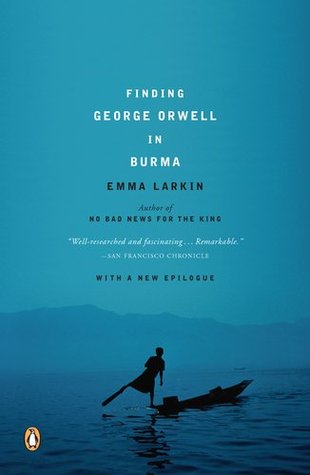 FINDING
GEORGE ORWELL
IN
BURMA
EMMA LARKIN
Author of
NO BAD NEWS FOR THE KING
"Well-researched and fascinating... Remarkable."
—SAN FRANCISCO CHRONICLE
WITH A NEW EPILOGUE